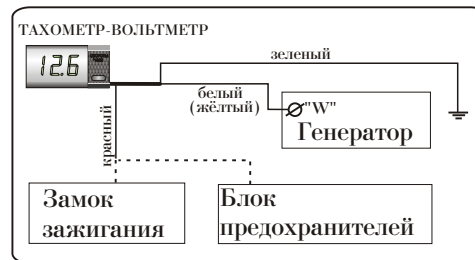 ТАХОМЕТР-ВОЛЬТМЕТР
12.6
зеленый
белый
(жёлтый)
"W"
Генератор
красный
Замок
зажигания
Блок
предохранителей